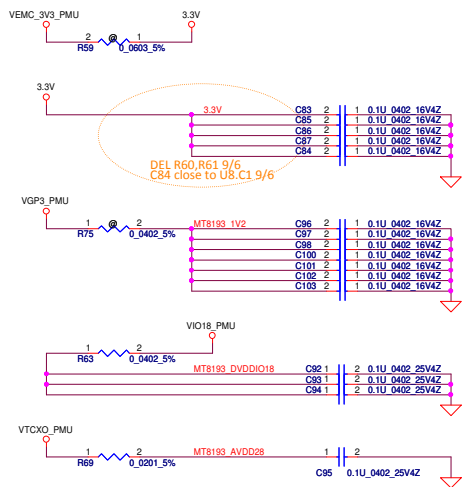 VEMC_3V3_PMU 3.3V
2 @ 1
R59 0_0603_5%
3.3V
3.3V C83 2 1 0.1U_0402_16V4Z
C85 2 1 0.1U_0402_16V4Z
C86 2 1 0.1U_0402_16V4Z
C87 2 1 0.1U_0402_16V4Z
C84 2 1 0.1U_0402_16V4Z
DEL R60,R61 9/6
C84 close to U8.C1 9/6
VGP3_PMU
1 @ 2 MT8193_1V2 C96 2 1 0.1U_0402_16V4Z
R75 0_0402_5% C97 2 1 0.1U_0402_16V4Z
C98 2 1 0.1U_0402_16V4Z
C100 2 1 0.1U_0402_16V4Z
C101 2 1 0.1U_0402_16V4Z
C102 2 1 0.1U_0402_16V4Z
C103 2 1 0.1U_0402_16V4Z
VIO18_PMU
1 2
R63 0_0402_5%
MT8193_DVDDIO18 C92 1 2 0.1U_0402_25V4Z
C93 1 2 0.1U_0402_25V4Z
C94 1 2 0.1U_0402_25V4Z
VTCXO_PMU
1 2 MT8193_AVDD28 1 2
R69 0_0201_5% C95 0.1U_0402_25V4Z